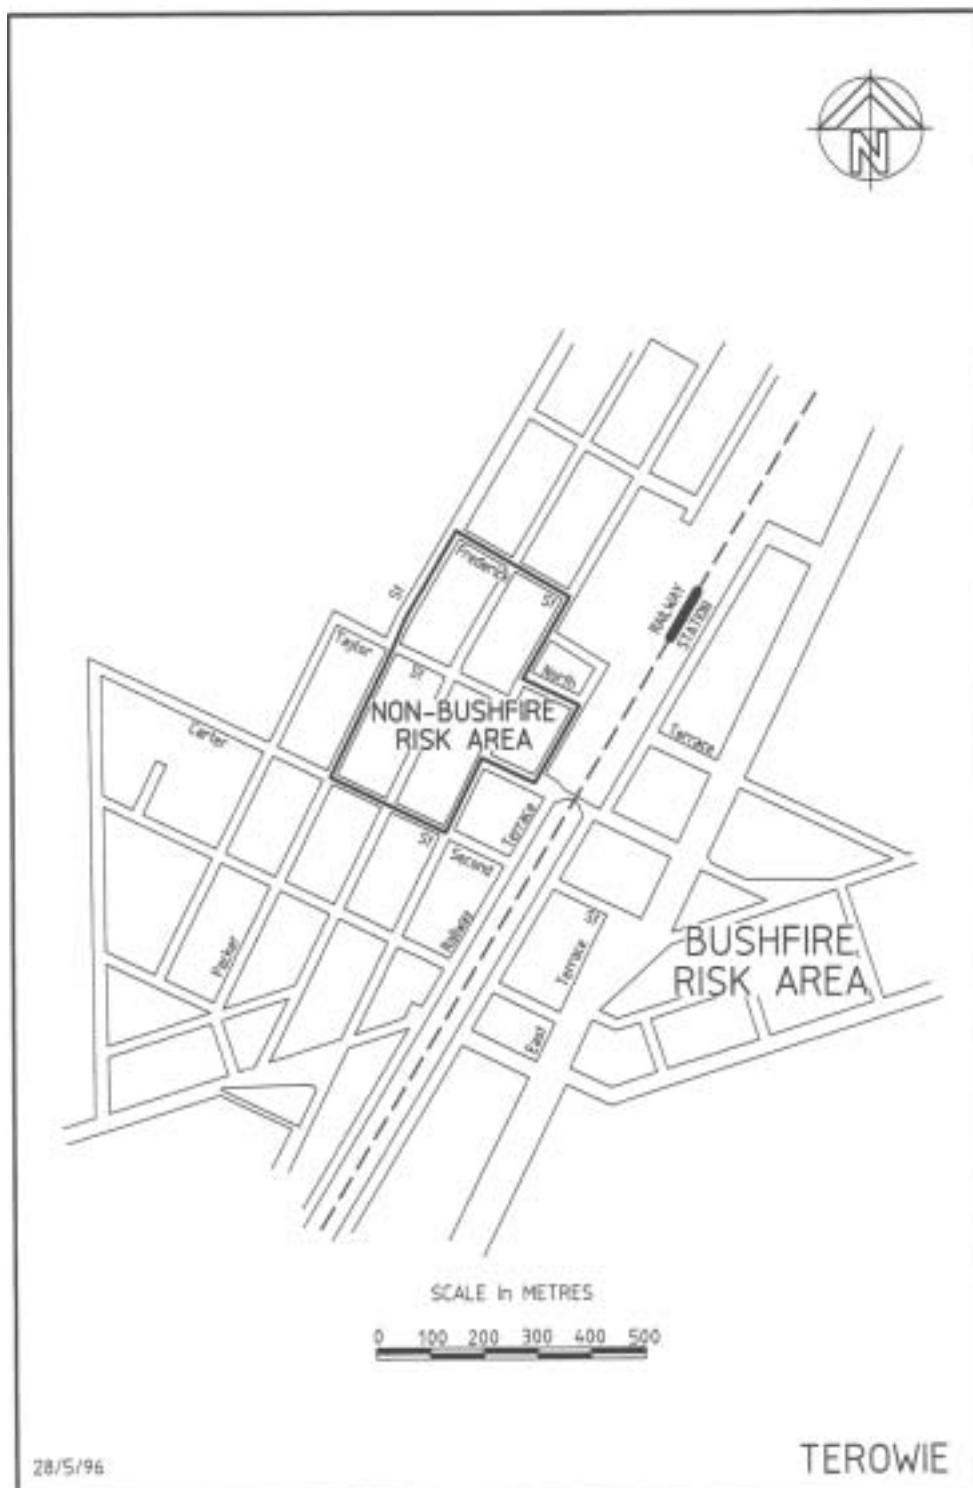 N
Frederick
St
St
RAILWAY
STATION
Taylor
St
North
NON-BUSHFIRE
RISK AREA
Terrace
Carter
Terrace
St
Second
Railway
St
Terrace
BUSHFIRE
RISK AREA
Parker
East
SCALE in METRES
0 100 200 300 400 500
28/5/96
TEROWIE